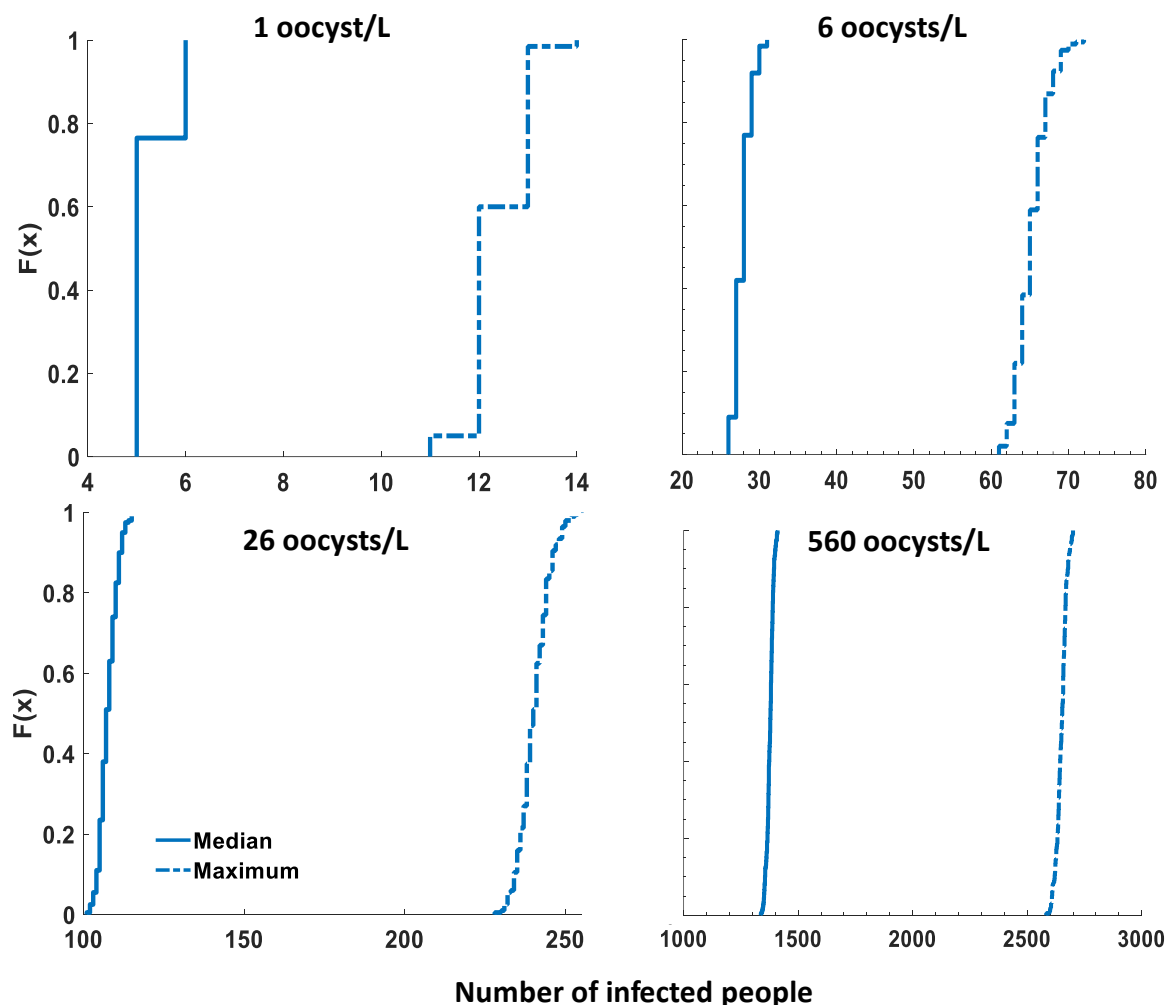 1 oocyst/L
6 oocysts/L
1
0.8
0.6
0.4
0.2
0
F(x)
4 6 8 10 12 14
20 30 40 50 60 70 80
26 oocysts/L
560 oocysts/L
1
0.8
0.6
0.4
0.2
0
F(x)
Median
Maximum
100 150 200 250
1000 1500 2000 2500 3000
Number of infected people